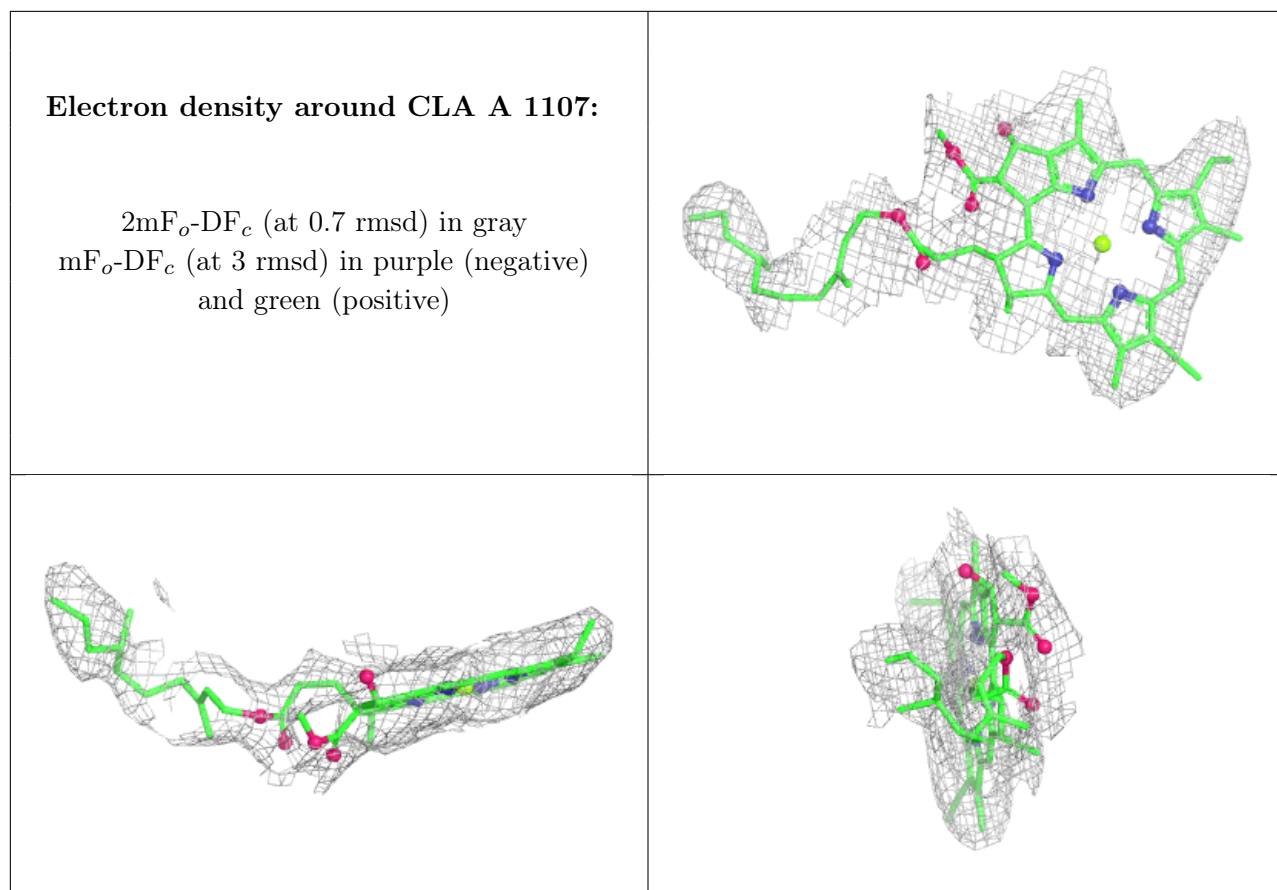 Electron density around CLA A 1107:
2mFo-DFc (at 0.7 rmsd) in gray
mFo-DFc (at 3 rmsd) in purple (negative)
and green (positive)